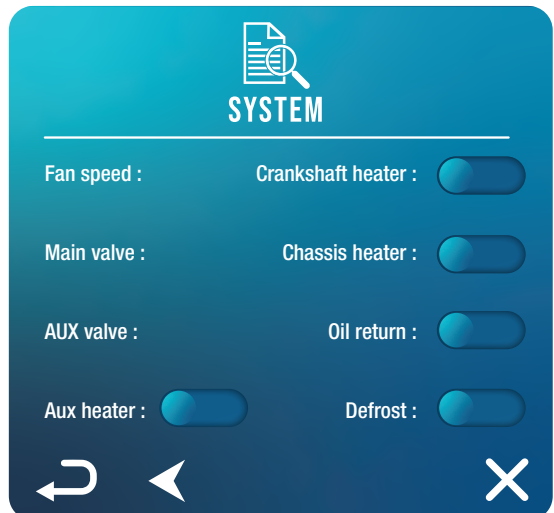 SYSTEM
Fan speed : Crankshaft heater :
Main valve : Chassis heater :
AUX valve : Oil return :
Aux heater : Defrost :